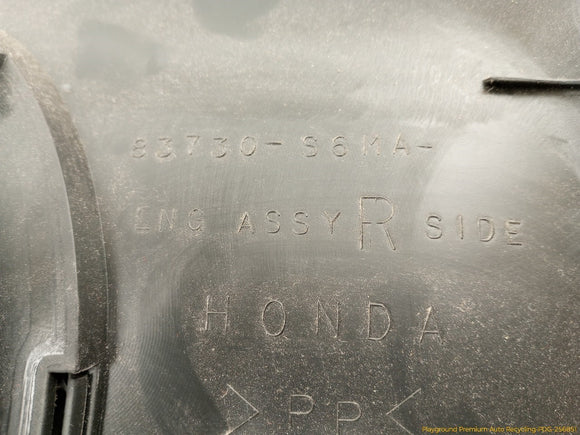 83730-S6MA-
ENG ASSY R SIDE
HONDA
>PP<
Playground Premium Auto Recycling, PDG-25685